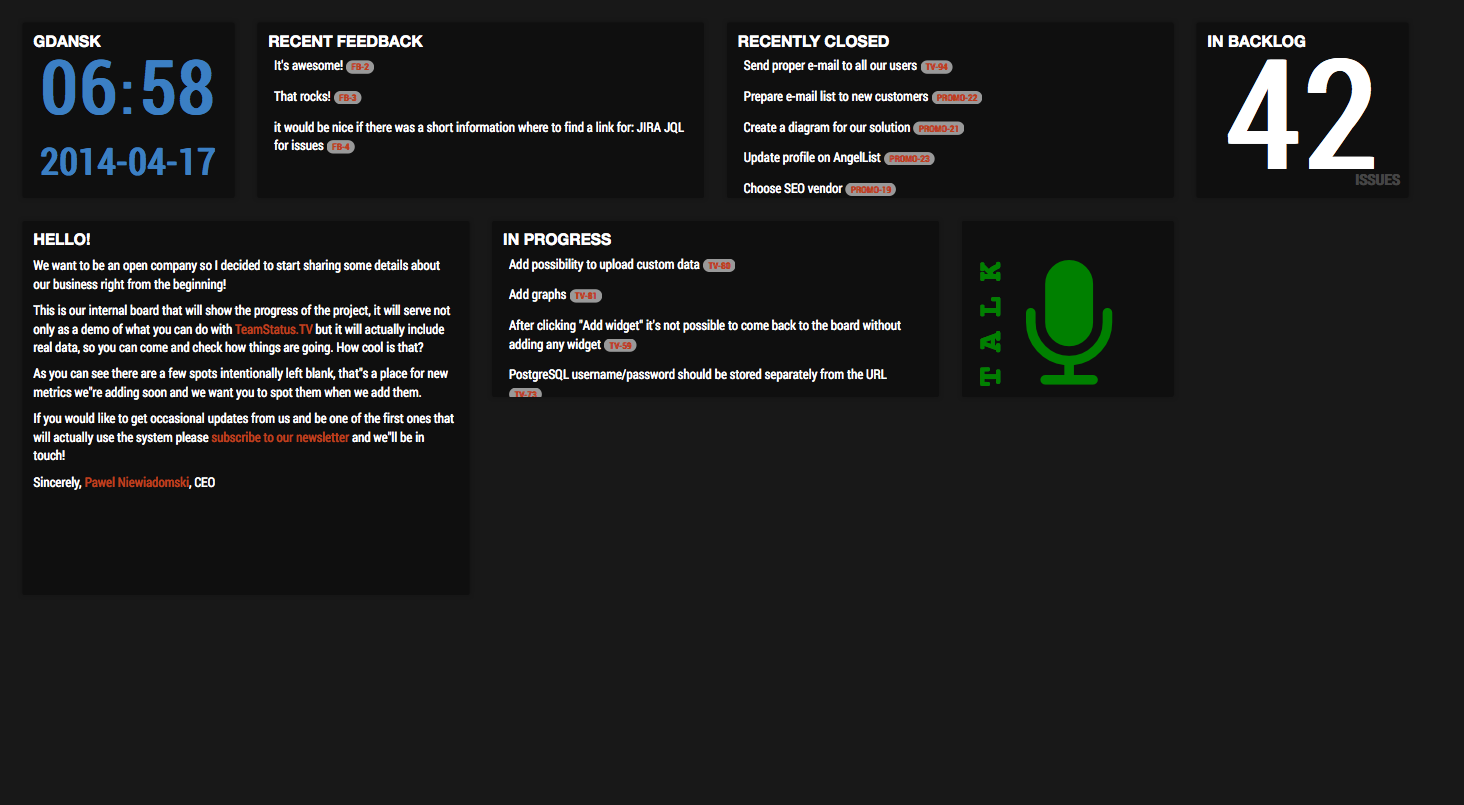 GDANSK
06:58
2014-04-17
RECENT FEEDBACK
It's awesome! FB-2
That rocks! FB-3
it would be nice if there was a short information where to find a link for: JIRA JQL
for issues FB-4
RECENTLY CLOSED
Send proper e-mail to all our users TV-94
Prepare e-mail list to new customers PROMO-22
Create a diagram for our solution PROMO-21
Update profile on AngelList PROMO-23
Choose SEO vendor PROMO-19
IN BACKLOG
42
ISSUES
HELLO!
We want to be an open company so I decided to start sharing some details about
our business right from the beginning!
This is our internal board that will show the progress of the project, it will serve not
only as a demo of what you can do with TeamStatus.TV but it will actually include
real data, so you can come and check how things are going. How cool is that?
As you can see there are a few spots intentionally left blank, that"s a place for new
metrics we"re adding soon and we want you to spot them when we add them.
If you would like to get occasional updates from us and be one of the first ones that
will actually use the system please subscribe to our newsletter and we"ll be in
touch!
Sincerely, Pawel Niewiadomski, CEO
IN PROGRESS
Add possibility to upload custom data TV-80
Add graphs TV-81
After clicking "Add widget" it's not possible to come back to the board without
adding any widget TV-59
PostgreSQL username/password should be stored separately from the URL
TV-73
TALK